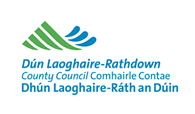 Dún Laoghaire-Rathdown
County Council Comhairle Contae
Dhún Laoghaire-Ráth an Dúin